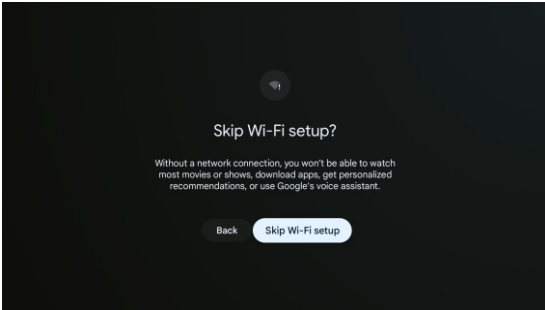 Skip Wi-Fi setup?
Without a network connection, you won't be able to watch
most movies or shows, download apps, get personalized
recommendations, or use Google's voice assistant.
Back
Skip Wi-Fi setup